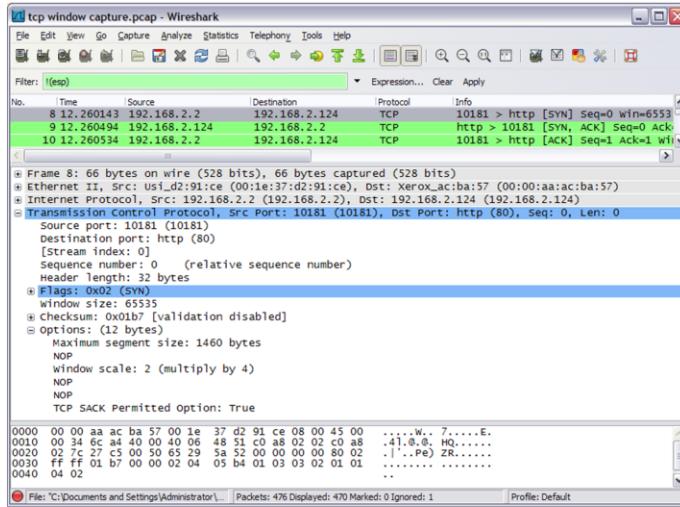 tcp window capture.pcap - Wireshark
File Edit View Go Capture Analyze Statistics Telephony Tools Help
Filter: !(esp) Expression... Clear Apply
No. Time Source Destination Protocol Info
8 12.260143 192.168.2.2 192.168.2.124 TCP 10181 > http [SYN] Seq=0 Win=6553
9 12.260494 192.168.2.124 192.168.2.2 TCP http > 10181 [SYN, ACK] Seq=0 Ack
10 12.260534 192.168.2.2 192.168.2.124 TCP 10181 > http [ACK] Seq=1 Ack=1 Wi
Frame 8: 66 bytes on wire (528 bits), 66 bytes captured (528 bits)
Ethernet II, Src: Usi_d2:91:ce (00:1e:37:d2:91:ce), Dst: Xerox_ac:ba:57 (00:00:aa:ac:ba:57)
Internet Protocol, Src: 192.168.2.2 (192.168.2.2), Dst: 192.168.2.124 (192.168.2.124)
Transmission Control Protocol, Src Port: 10181 (10181), Dst Port: http (80), Seq: 0, Len: 0
Source port: 10181 (10181)
Destination port: http (80)
[Stream index: 0]
Sequence number: 0 (relative sequence number)
Header length: 32 bytes
Flags: 0x02 (SYN)
Window size: 65535
Checksum: 0x01b7 [validation disabled]
Options: (12 bytes)
Maximum segment size: 1460 bytes
NOP
Window scale: 2 (multiply by 4)
NOP
NOP
TCP SACK Permitted Option: True
0000 00 00 aa ac ba 57 00 1e 37 d2 91 ce 08 00 45 00 .....W.. 7.....E.
0010 00 34 6c a4 40 00 40 06 48 51 c0 a8 02 02 c0 a8 .4l.@.@. HQ......
0020 02 7c 27 c5 00 50 65 29 5a 52 00 00 00 00 80 02 .|'..Pe) ZR......
0030 ff ff 01 b7 00 00 02 04 05 b4 01 03 03 02 01 01 ........ ........
0040 04 02 ..
File: "C:\Documents and Settings\Administrator\... Packets: 476 Displayed: 470 Marked: 0 Ignored: 1 Profile: Default